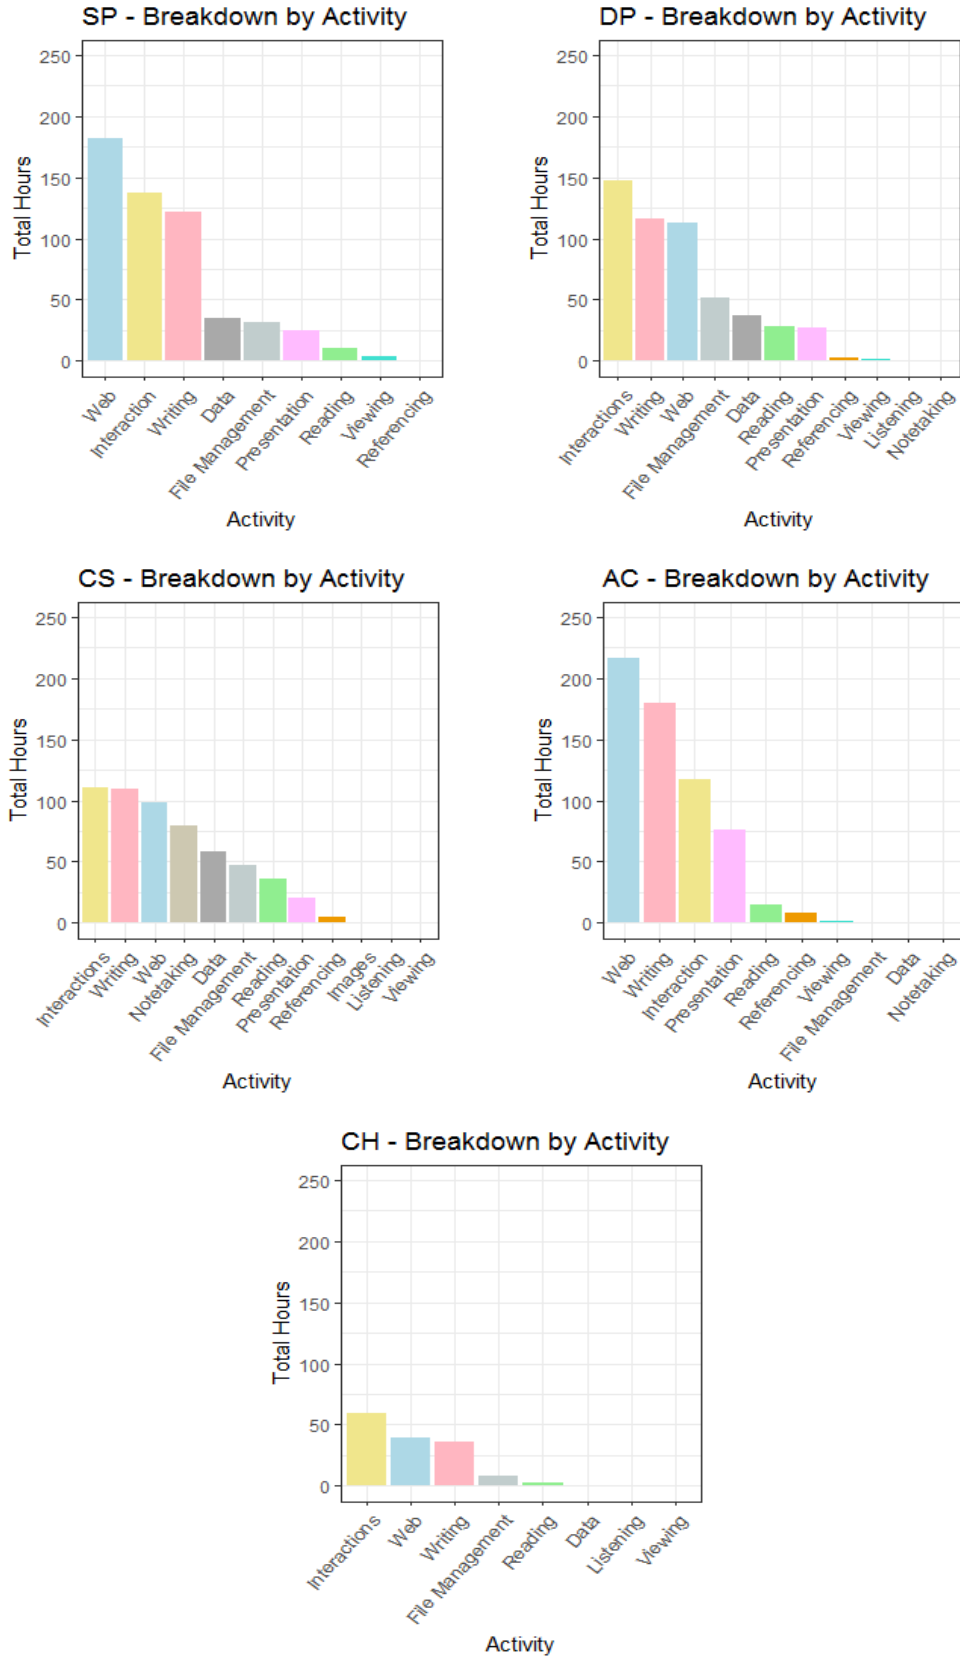 SP - Breakdown by Activity
250
200
150
100
50
0
Total Hours
Web
Interaction
Writing
Data
File Management
Presentation
Reading
Viewing
Referencing
Activity
DP - Breakdown by Activity
250
200
150
100
50
0
Total Hours
Interactions
Writing
Web
File Management
Data
Reading
Presentation
Referencing
Viewing
Listening
Notetaking
Activity
CS - Breakdown by Activity
250
200
150
100
50
0
Total Hours
Interactions
Writing
Web
Notetaking
Data
File Management
Reading
Presentation
Referencing
Images
Listening
Viewing
Activity
AC - Breakdown by Activity
250
200
150
100
50
0
Total Hours
Web
Writing
Interaction
Presentation
Reading
Referencing
Viewing
File Management
Data
Notetaking
Activity
CH - Breakdown by Activity
250
200
150
100
50
0
Total Hours
Interactions
Web
Writing
File Management
Reading
Data
Listening
Viewing
Activity